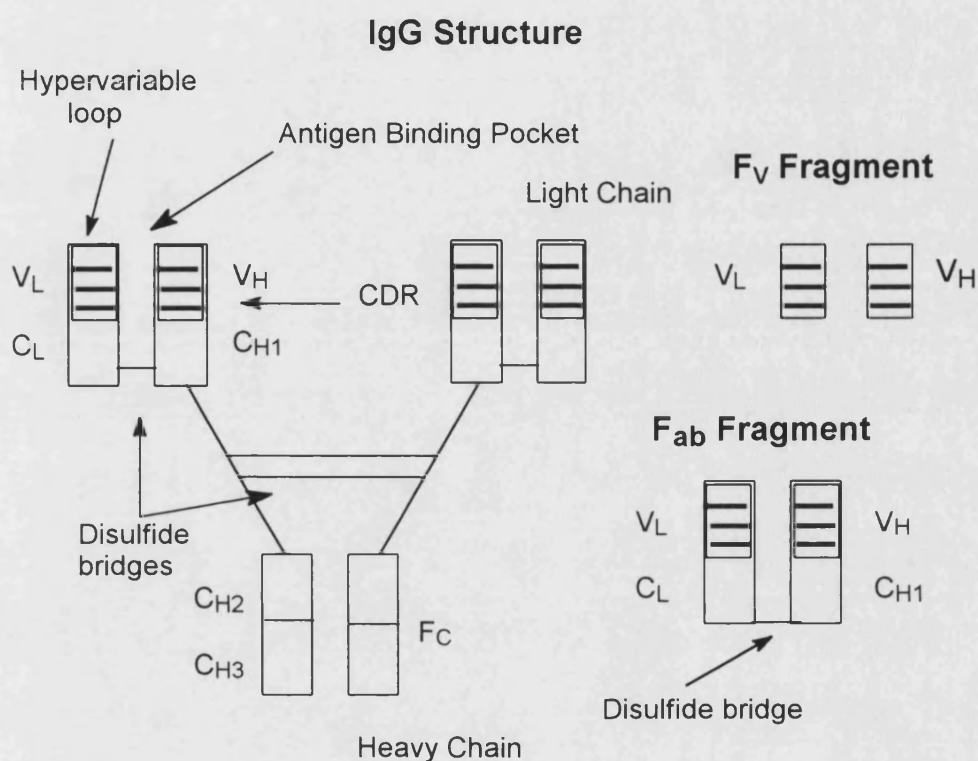 IgG Structure
Hypervariable
loop
Antigen Binding Pocket
Light Chain
VL
VH
CDR
CL
CH1
Disulfide
bridges
CH2
FC
CH3
Heavy Chain
FV Fragment
VL
VH
Fab Fragment
VL
VH
CL
CH1
Disulfide bridge